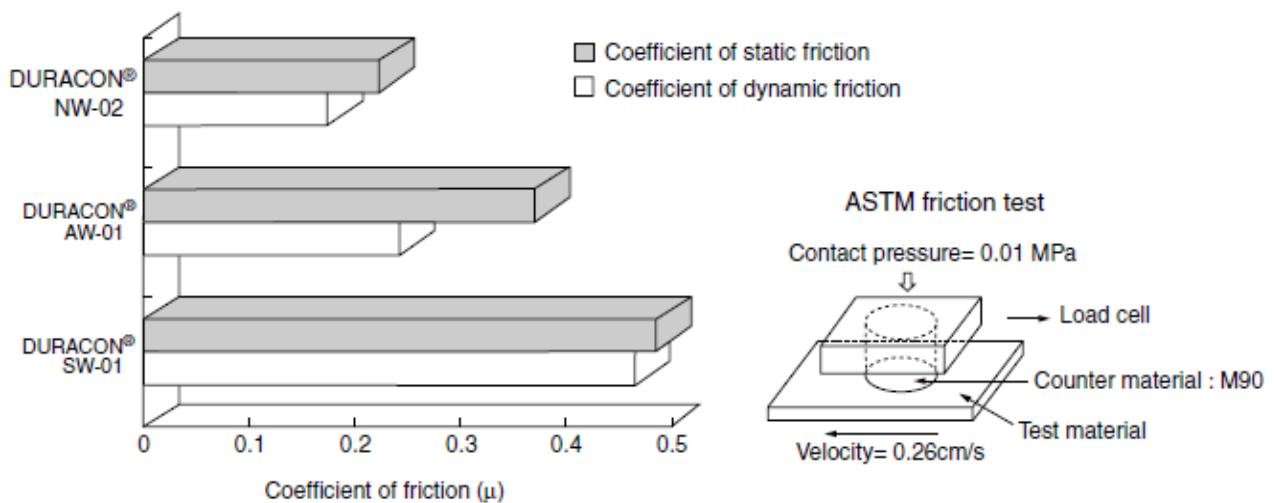 DURACON®
NW-02
DURACON®
AW-01
DURACON®
SW-01
0 0.1 0.2 0.3 0.4 0.5
Coefficient of friction (μ)
Coefficient of static friction
Coefficient of dynamic friction
ASTM friction test
Contact pressure= 0.01 MPa
Load cell
Counter material : M90
Test material
Velocity= 0.26cm/s